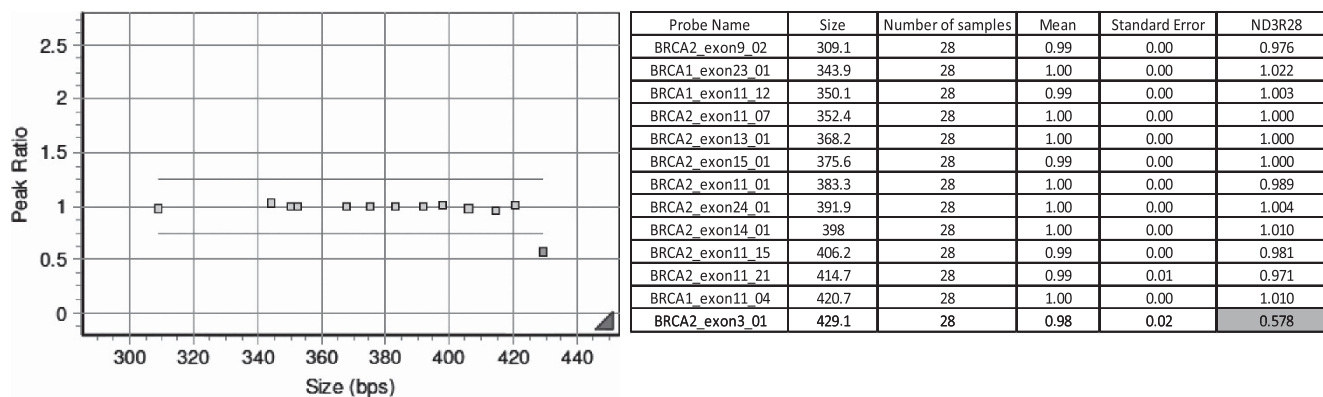 2.5
2
1.5
1
0.5
0
Peak Ratio
300 320 340 360 380 400 420 440
Size (bps)
Probe Name Size Number of samples Mean Standard Error ND3R28
BRCA2_exon9_02 309.1 28 0.99 0.00 0.976
BRCA1_exon23_01 343.9 28 1.00 0.00 1.022
BRCA1_exon11_12 350.1 28 0.99 0.00 1.003
BRCA2_exon11_07 352.4 28 1.00 0.00 1.000
BRCA2_exon13_01 368.2 28 1.00 0.00 1.000
BRCA2_exon15_01 375.6 28 0.99 0.00 1.000
BRCA2_exon11_01 383.3 28 1.00 0.00 0.989
BRCA2_exon24_01 391.9 28 1.00 0.00 1.004
BRCA2_exon14_01 398 28 1.00 0.00 1.010
BRCA2_exon11_15 406.2 28 0.99 0.00 0.981
BRCA2_exon11_21 414.7 28 0.99 0.01 0.971
BRCA1_exon11_04 420.7 28 1.00 0.00 1.010
BRCA2_exon3_01 429.1 28 0.98 0.02 0.578